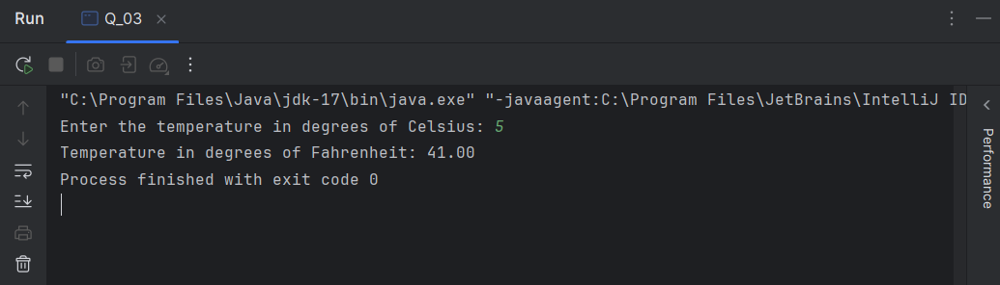 Run Q_03
"C:\Program Files\Java\jdk-17\bin\java.exe" "-javaagent:C:\Program Files\JetBrains\IntelliJ ID
Enter the temperature in degrees of Celsius: 5
Temperature in degrees of Fahrenheit: 41.00
Process finished with exit code 0
Performance